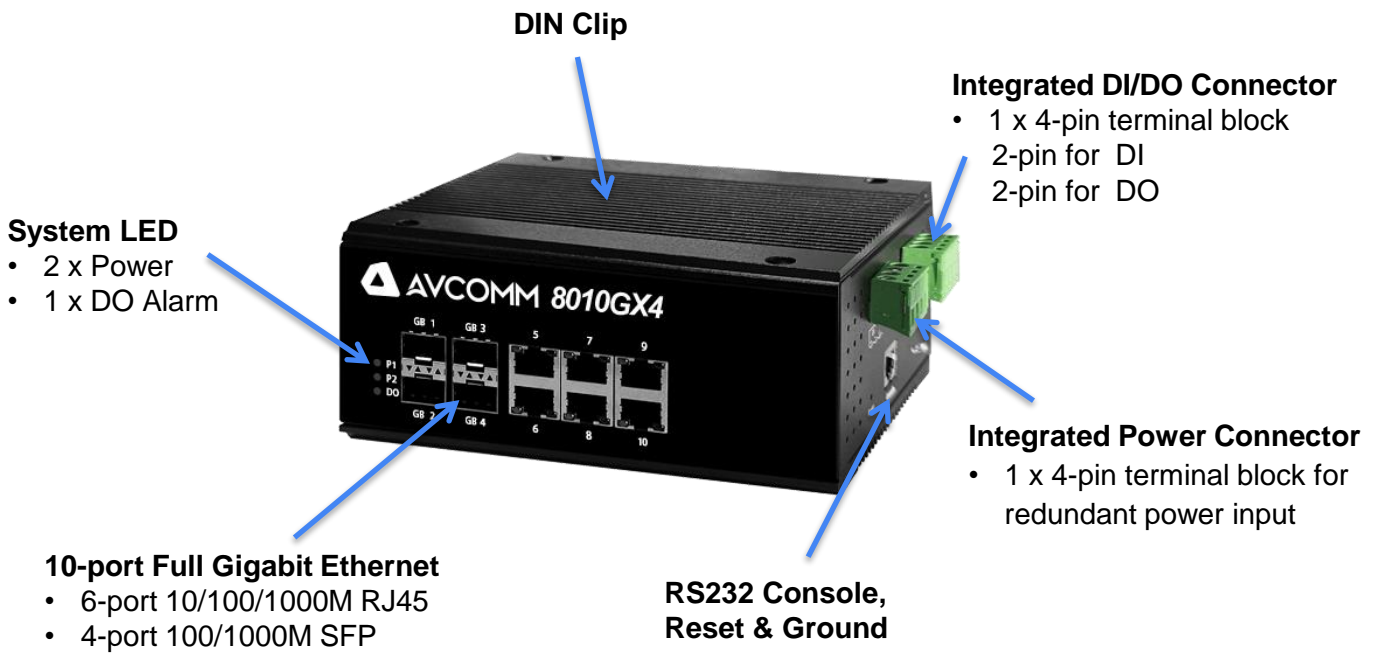 DIN Clip
Integrated DI/DO Connector
• 1 x 4-pin terminal block
2-pin for DI
2-pin for DO
System LED
• 2 x Power
• 1 x DO Alarm
AVCOMM 8010GX4
GB 1
GB 3
5
7
9
P1
P2
DO
GB 2
GB 4
6
8
10
Integrated Power Connector
• 1 x 4-pin terminal block for
redundant power input
10-port Full Gigabit Ethernet
• 6-port 10/100/1000M RJ45
• 4-port 100/1000M SFP
RS232 Console,
Reset & Ground